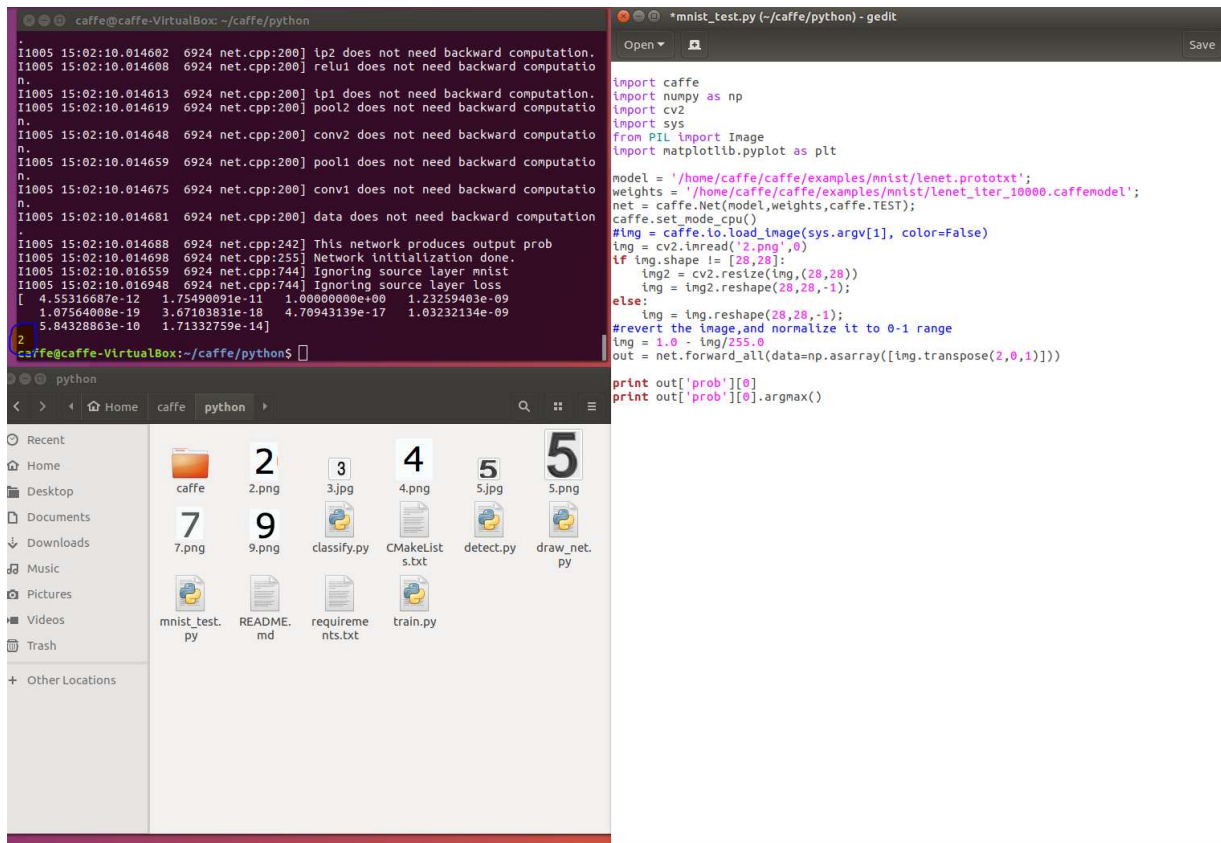 caffe@caffe-VirtualBox: ~/caffe/python
.
I1005 15:02:10.014602  6924 net.cpp:200] ip2 does not need backward computation.
I1005 15:02:10.014608  6924 net.cpp:200] relu1 does not need backward computatio
n.
I1005 15:02:10.014613  6924 net.cpp:200] ip1 does not need backward computation.
I1005 15:02:10.014619  6924 net.cpp:200] pool2 does not need backward computatio
n.
I1005 15:02:10.014648  6924 net.cpp:200] conv2 does not need backward computatio
n.
I1005 15:02:10.014659  6924 net.cpp:200] pool1 does not need backward computatio
n.
I1005 15:02:10.014675  6924 net.cpp:200] conv1 does not need backward computatio
n.
I1005 15:02:10.014681  6924 net.cpp:200] data does not need backward computation
.
I1005 15:02:10.014688  6924 net.cpp:242] This network produces output prob
I1005 15:02:10.014698  6924 net.cpp:255] Network initialization done.
I1005 15:02:10.016559  6924 net.cpp:744] Ignoring source layer mnist
I1005 15:02:10.016948  6924 net.cpp:744] Ignoring source layer loss
[  4.55316687e-12   1.75490091e-11   1.00000000e+00   1.23259403e-09
   1.07564008e-19   3.67103831e-18   4.70943139e-17   1.03232134e-09
   5.84328863e-10   1.71332759e-14]
2
caffe@caffe-VirtualBox:~/caffe/python$
python
Home caffe python
Recent
Home
Desktop
Documents
Downloads
Music
Pictures
Videos
Trash
+ Other Locations
2 3 4 5 5
caffe 2.png 3.jpg 4.png 5.jpg 5.png
7 9
7.png 9.png classify.py CMakeList detect.py draw_net.
s.txt py
mnist_test. README. requireme train.py
py md nts.txt
*mnist_test.py (~/caffe/python) - gedit
Open Save
import caffe
import numpy as np
import cv2
import sys
from PIL import Image
import matplotlib.pyplot as plt
model = '/home/caffe/caffe/examples/mnist/lenet.prototxt';
weights = '/home/caffe/caffe/examples/mnist/lenet_iter_10000.caffemodel';
net = caffe.Net(model,weights,caffe.TEST);
caffe.set_mode_cpu()
#img = caffe.io.load_image(sys.argv[1], color=False)
img = cv2.imread('2.png',0)
if img.shape != [28,28]:
    img2 = cv2.resize(img,(28,28))
    img = img2.reshape(28,28,-1);
else:
    img = img.reshape(28,28,-1);
#revert the image,and normalize it to 0-1 range
img = 1.0 - img/255.0
out = net.forward_all(data=np.asarray([img.transpose(2,0,1)]))
print out['prob'][0]
print out['prob'][0].argmax()